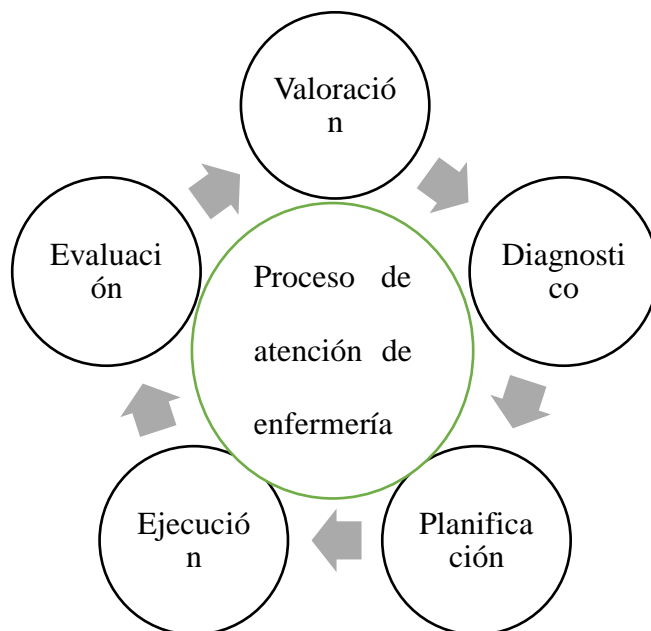 Valoració
n
Diagnosti
co
Planifica
ción
Ejecució
n
Evaluaci
ón
Proceso de
atención de
enfermería